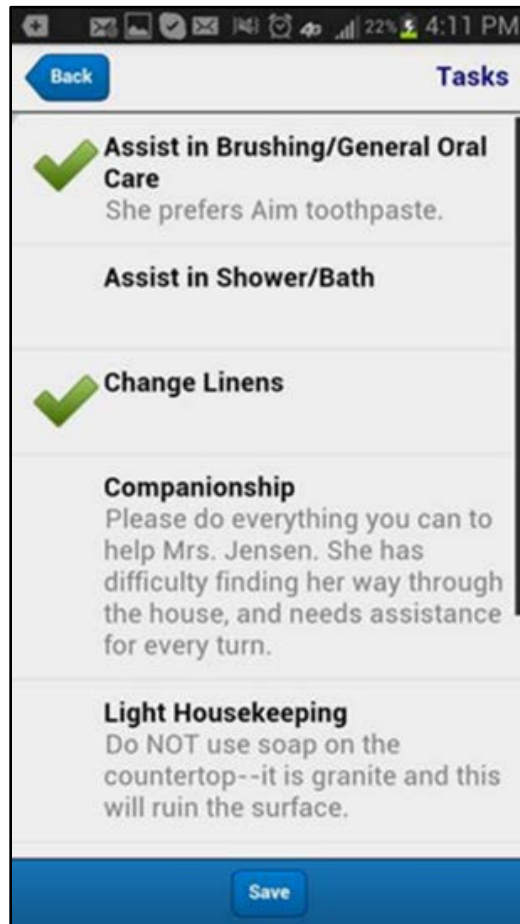 22% 4:11 PM
Back
Tasks
Assist in Brushing/General Oral
Care
She prefers Aim toothpaste.
Assist in Shower/Bath
Change Linens
Companionship
Please do everything you can to
help Mrs. Jensen. She has
difficulty finding her way through
the house, and needs assistance
for every turn.
Light Housekeeping
Do NOT use soap on the
countertop--it is granite and this
will ruin the surface.
Save